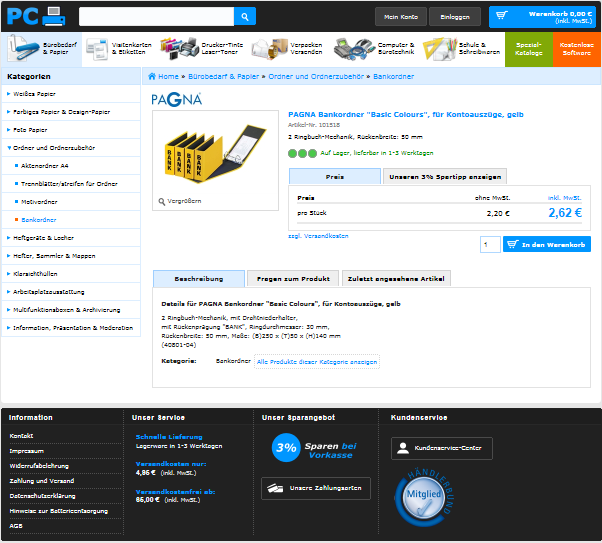 PC
Mein Konto
Einloggen
Warenkorb 0,00 €
(inkl. MwSt.)
Bürobedarf
& Papier
Visitenkarten
& Etiketten
Drucker-Tinte
Laser-Toner
Verpacken
Versenden
Computer &
Bürotechnik
Schule &
Schreibwaren
Spezial-
Kataloge
Kostenlose
Software
Kategorien
Home » Bürobedarf & Papier » Ordner und Ordnerzubehör » Bankordner
Weißes Papier
Farbiges Papier & Design-Papier
Foto Papier
Ordner und Ordnerzubehör
Aktenordner A4
Trennblätter/streifen für Ordner
Motivordner
Bankordner
Heftgeräte & Locher
Hefter, Sammler & Mappen
Klarsichthüllen
Arbeitsplatzausstattung
Multifunktionsboxen & Archivierung
Information, Präsentation & Moderation
PAGNA
BANK
BANK
BANK
BANK
Vergrößern
PAGNA Bankordner "Basic Colours", für Kontoauszüge, gelb
Artikel-Nr. 101518
2 Ringbuch-Mechanik, Rückenbreite: 50 mm
Auf Lager, lieferbar in 1-3 Werktagen
Preis
Unseren 3% Spartipp anzeigen
Preis ohne MwSt. inkl. MwSt.
pro Stück 2,20 € 2,62 €
zzgl. Versandkosten
1
In den Warenkorb
Beschreibung
Fragen zum Produkt
Zuletzt angesehene Artikel
Details für PAGNA Bankordner "Basic Colours", für Kontoauszüge, gelb
2 Ringbuch-Mechanik, mit Drahtniederhalter,
mit Rückenprägung "BANK", Ringdurchmesser: 30 mm,
Rückenbreite: 50 mm, Maße: (B)250 x (T)50 x (H)140 mm
(40801-04)
Kategorie: Bankordner Alle Produkte dieser Kategorie anzeigen
Information
Kontakt
Impressum
Widerrufsbelehrung
Zahlung und Versand
Datenschutzerklärung
Hinweise zur Batterieentsorgung
AGB
Unser Service
Schnelle Lieferung
Lagerware in 1-3 Werktagen
Versandkosten nur:
4,95 € (inkl. MwSt.)
Versandkostenfrei ab:
65,00 € (inkl. MwSt.)
Unser Sparangebot
3% Sparen bei
Vorkasse
Unsere Zahlungsarten
Kundenservice
Kundenservice-Center
HÄNDLERBUND
Mitglied